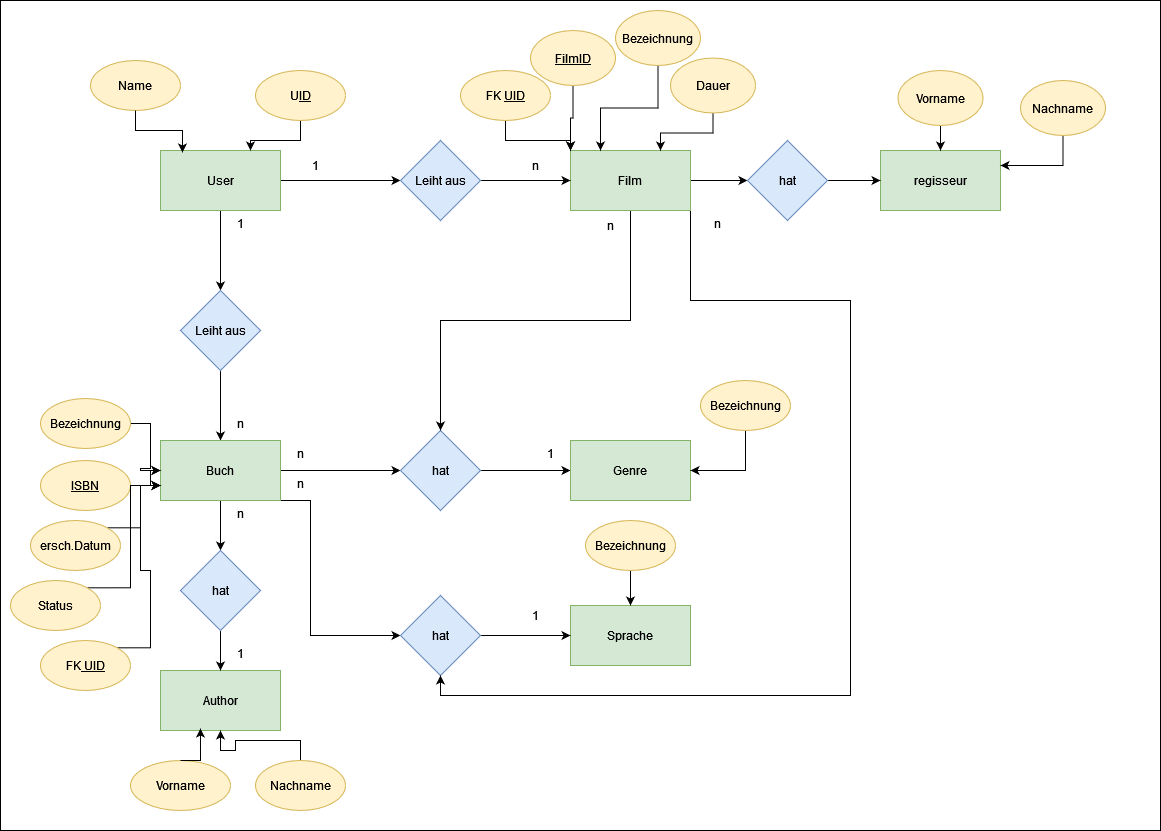 Bezeichnung
FilmID
Name
UID
FK UID
Dauer
Vorname
Nachname
User
1
Leiht aus
n
Film
hat
regisseur
1
n
n
Leiht aus
Bezeichnung
Bezeichnung
n
Buch
n
hat
1
Genre
ISBN
n
n
ersch.Datum
Bezeichnung
hat
Status
1
hat
Sprache
FK UID
1
Author
Vorname
Nachname